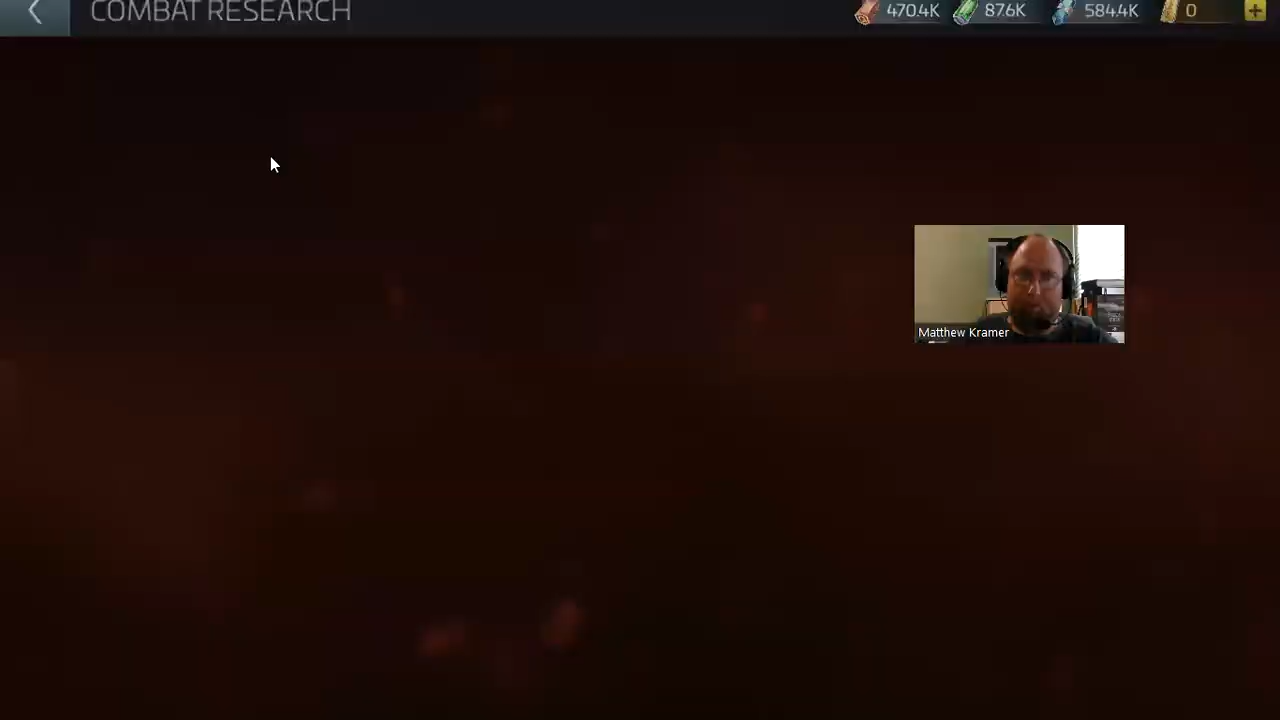 COMBAT RESEARCH
470.4K
87.6K
584.4K
0
Matthew Kramer